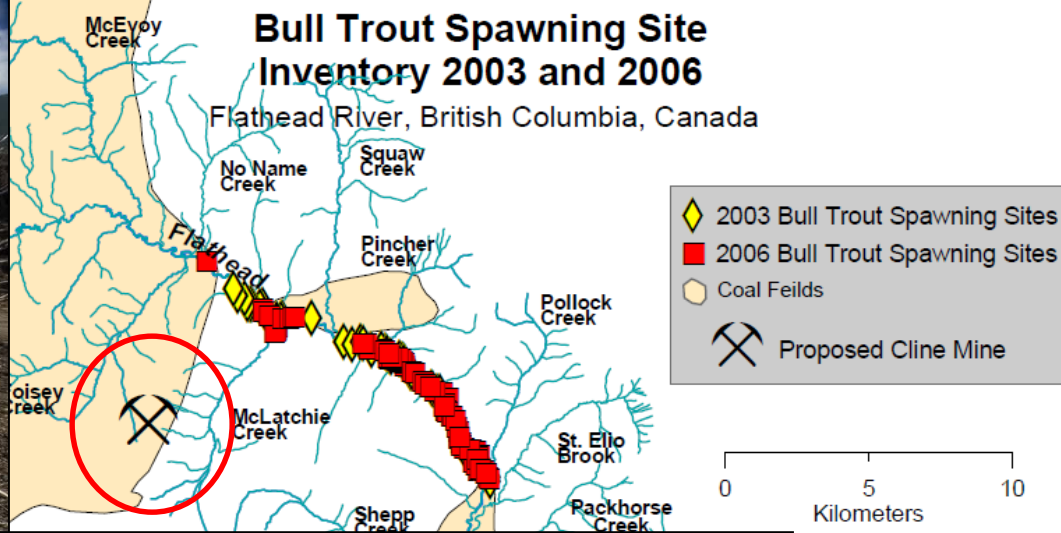 Bull Trout Spawning Site
Inventory 2003 and 2006
Flathead River, British Columbia, Canada
McEvoy
Creek
No Name
Creek
Squaw
Creek
Flathead
Pincher
Creek
Pollock
Creek
oisey
Creek
McLatchie
Creek
St. Elio
Brook
Shepp
Creek
Packhorse
Creek
2003 Bull Trout Spawning Sites
2006 Bull Trout Spawning Sites
Coal Feilds
Proposed Cline Mine
0 5 10
Kilometers